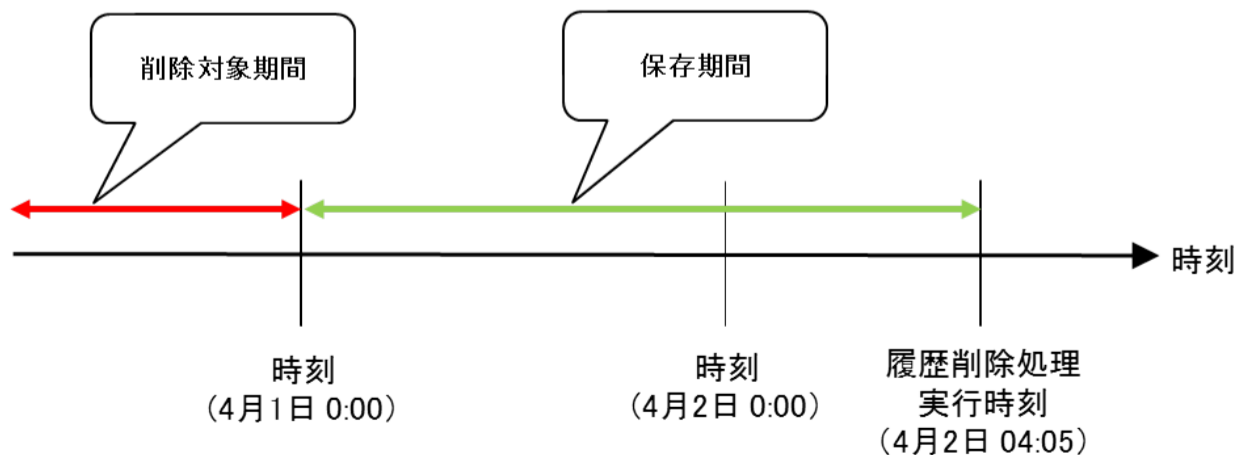 削除対象期間
保存期間
時刻
時刻
(4月1日 0:00)
時刻
(4月2日 0:00)
履歴削除処理
実行時刻
(4月2日 04:05)